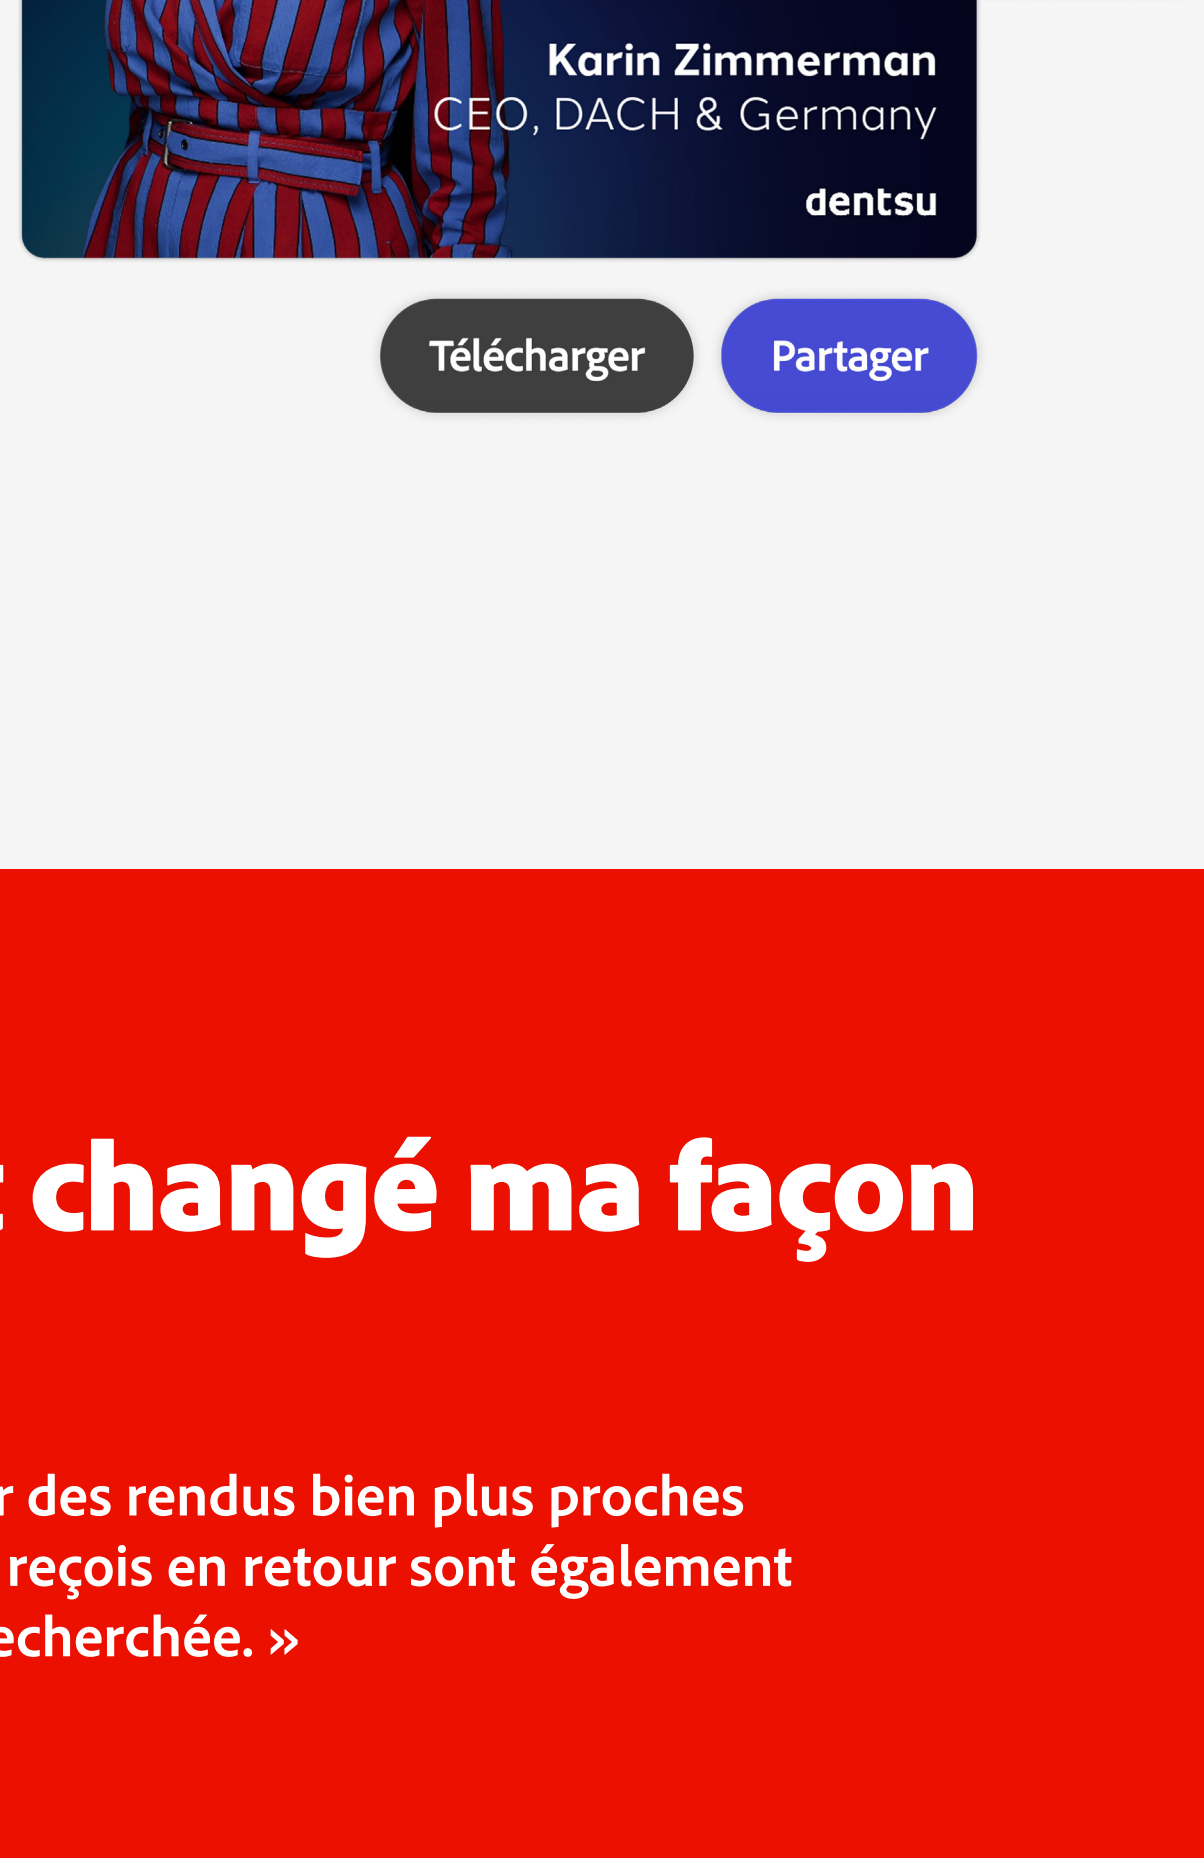 Karin Zimmerman
CEO, DACH & Germany
dentsu
Télécharger
Partager
changé ma façon
des rendus bien plus proches
reçois en retour sont également
echerchée. »